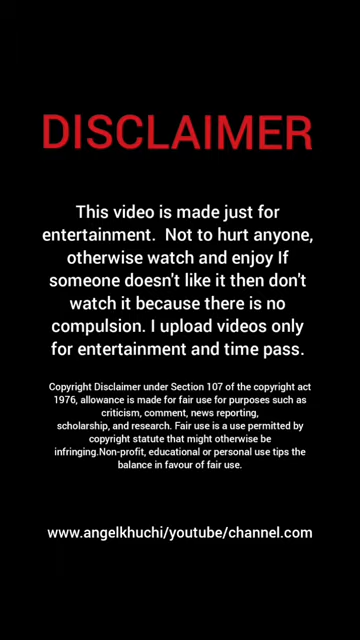 DISCLAIMER
This video is made just for
entertainment. Not to hurt anyone,
otherwise watch and enjoy If
someone doesn't like it then don't
watch it because there is no
compulsion. I upload videos only
for entertainment and time pass.
Copyright Disclaimer under Section 107 of the copyright act
1976, allowance is made for fair use for purposes such as
criticism, comment, news reporting,
scholarship, and research. Fair use is a use permitted by
copyright statute that might otherwise be
infringing.Non-profit, educational or personal use tips the
balance in favour of fair use.
www.angelkhuchi/youtube/channel.com